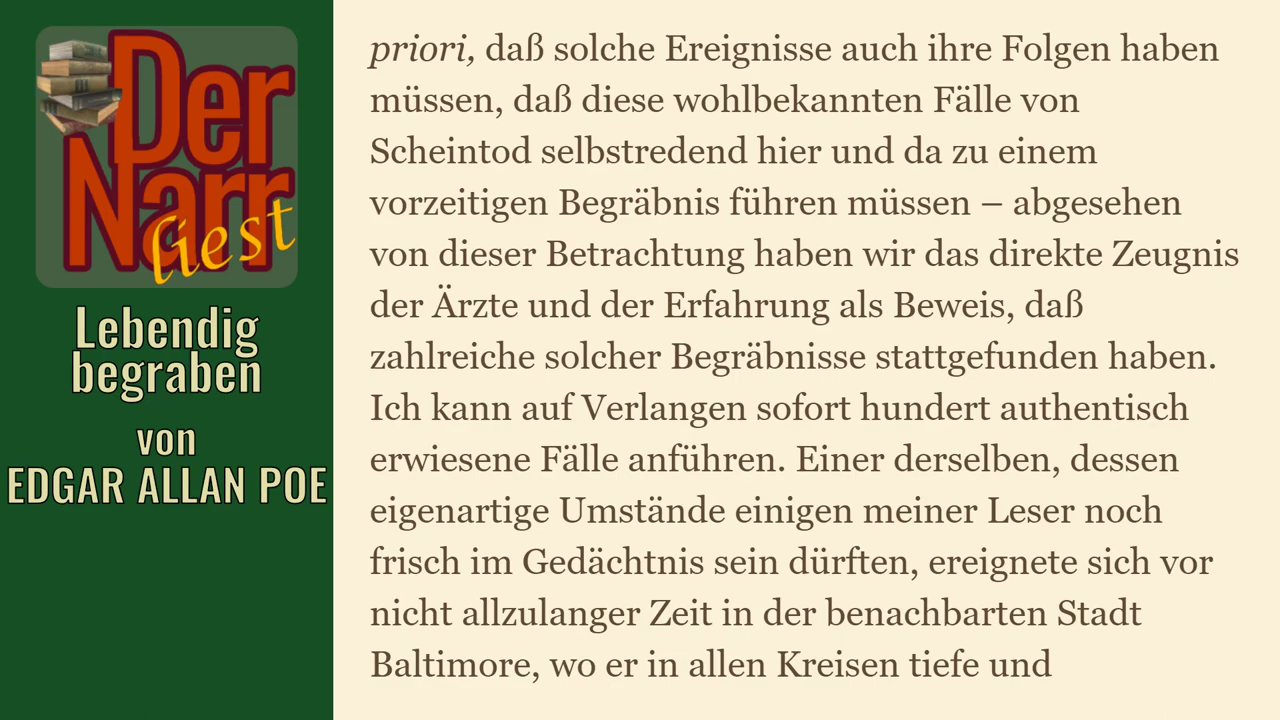 Der
Narr
liest
Lebendig
begraben
von
EDGAR ALLAN POE
priori, daß solche Ereignisse auch ihre Folgen haben
müssen, daß diese wohlbekannten Fälle von
Scheintod selbstredend hier und da zu einem
vorzeitigen Begräbnis führen müssen – abgesehen
von dieser Betrachtung haben wir das direkte Zeugnis
der Ärzte und der Erfahrung als Beweis, daß
zahlreiche solcher Begräbnisse stattgefunden haben.
Ich kann auf Verlangen sofort hundert authentisch
erwiesene Fälle anführen. Einer derselben, dessen
eigenartige Umstände einigen meiner Leser noch
frisch im Gedächtnis sein dürften, ereignete sich vor
nicht allzulanger Zeit in der benachbarten Stadt
Baltimore, wo er in allen Kreisen tiefe und